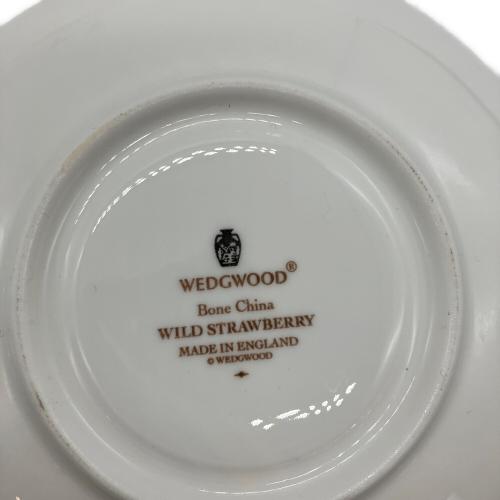 WEDGWOOD®
Bone China
WILD STRAWBERRY
MADE IN ENGLAND
© WEDGWOOD